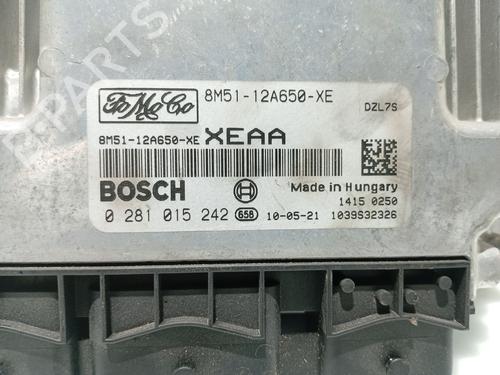 FoMoCo 8M51-12A650-XE DZL7S
8M51-12A650-XE XEAA
BOSCH Made in Hungary
1415 0250
0 281 015 242 658 10-05-21 1039S32326
B-PARTS